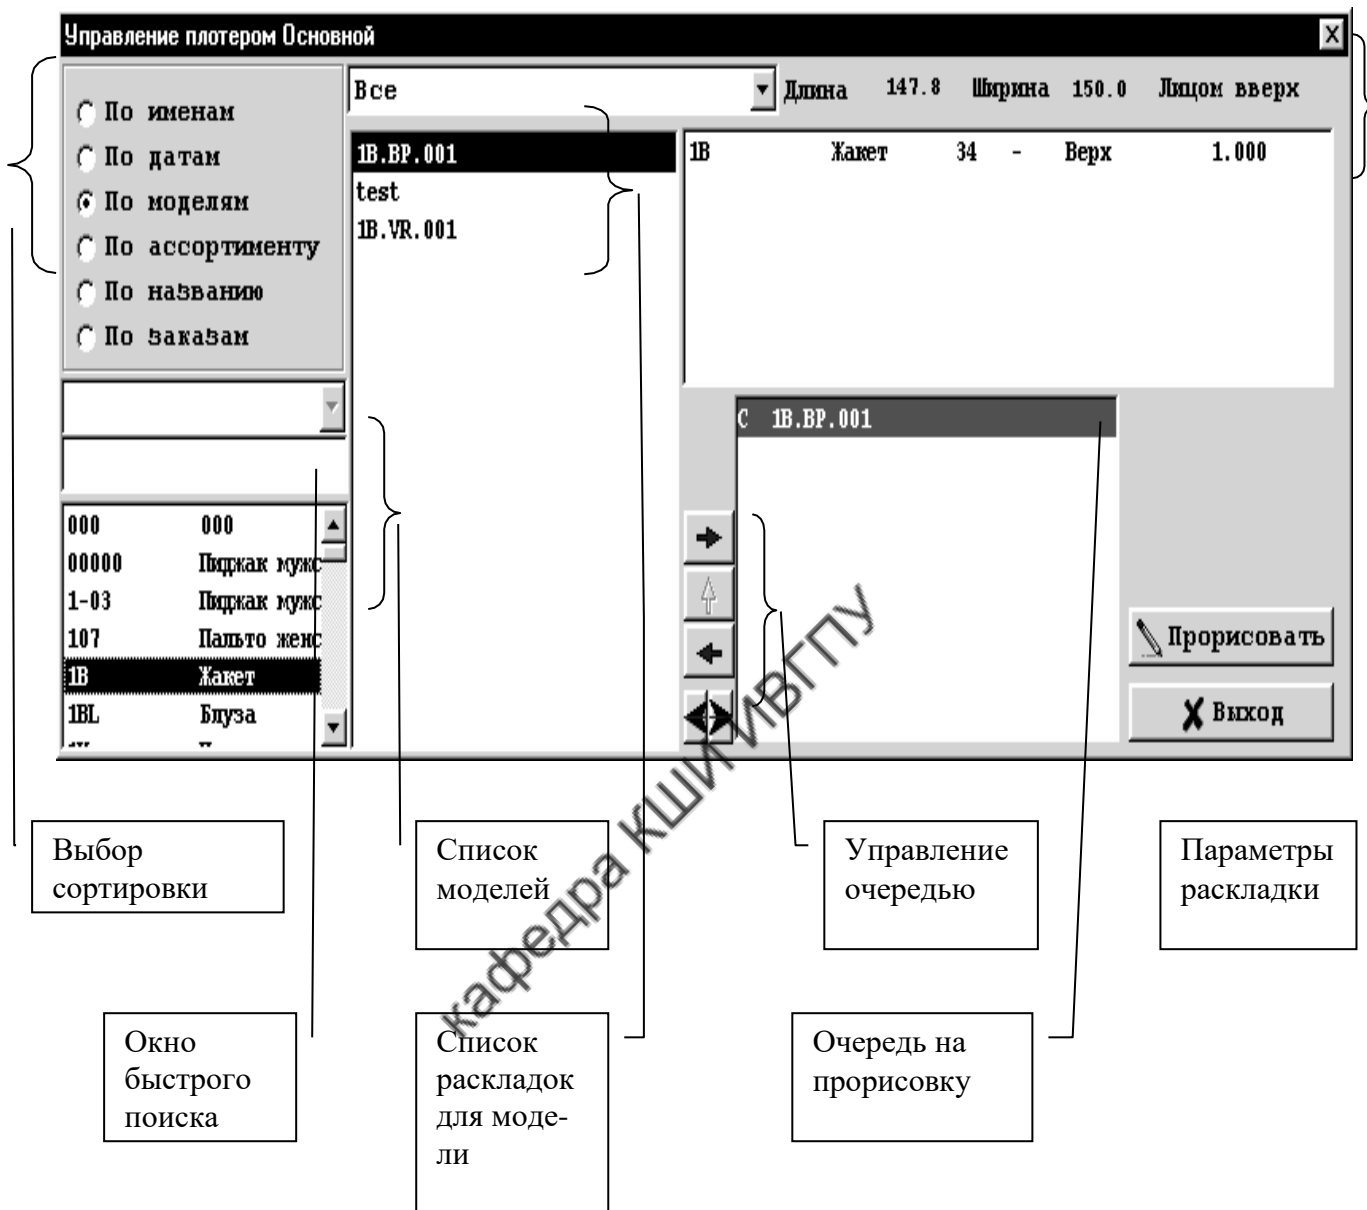 Управление плотером Основной
По именам
По датам
По моделям
По ассортименту
По названию
По заказам
Все
Длина 147.8 Ширина 150.0 Лицом вверх
1B.BP.001
test
1B.VR.001
1B Жакет 34 - Верх 1.000
C 1B.BP.001
000 000
00000 Пиджак мужс
1-03 Пиджак мужс
107 Пальто женс
1B Жакет
1BL Блуза
Прорисовать
Выход
кафедра КШИ ИВГПУ
Выбор
сортировки
Список
моделей
Управление
очередью
Параметры
раскладки
Окно
быстрого
поиска
Список
раскладок
для моде-
ли
Очередь на
прорисовку